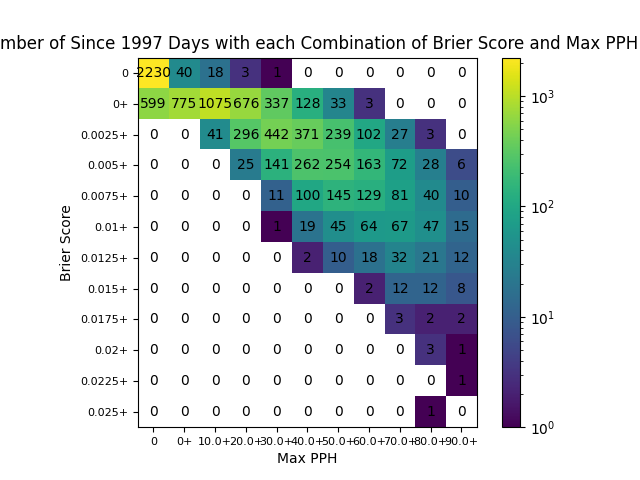 mber of Since 1997 Days with each Combination of Brier Score and Max PPH
0 2230 40 18 3 1 0 0 0 0 0 0
0+ 599 775 1075 676 337 128 33 3 0 0 0
0.0025+ 0 0 41 296 442 371 239 102 27 3 0
0.005+ 0 0 0 25 141 262 254 163 72 28 6
0.0075+ 0 0 0 0 11 100 145 129 81 40 10
0.01+ 0 0 0 0 1 19 45 64 67 47 15
0.0125+ 0 0 0 0 0 2 10 18 32 21 12
0.015+ 0 0 0 0 0 0 0 2 12 12 8
0.0175+ 0 0 0 0 0 0 0 0 3 2 2
0.02+ 0 0 0 0 0 0 0 0 0 3 1
0.0225+ 0 0 0 0 0 0 0 0 0 0 1
0.025+ 0 0 0 0 0 0 0 0 0 1 0
0 0+ 10.0+ 20.0+ 30.0+ 40.0+ 50.0+ 60.0+ 70.0+ 80.0+ 90.0+
Max PPH
Brier Score
10³
10²
10¹
10⁰